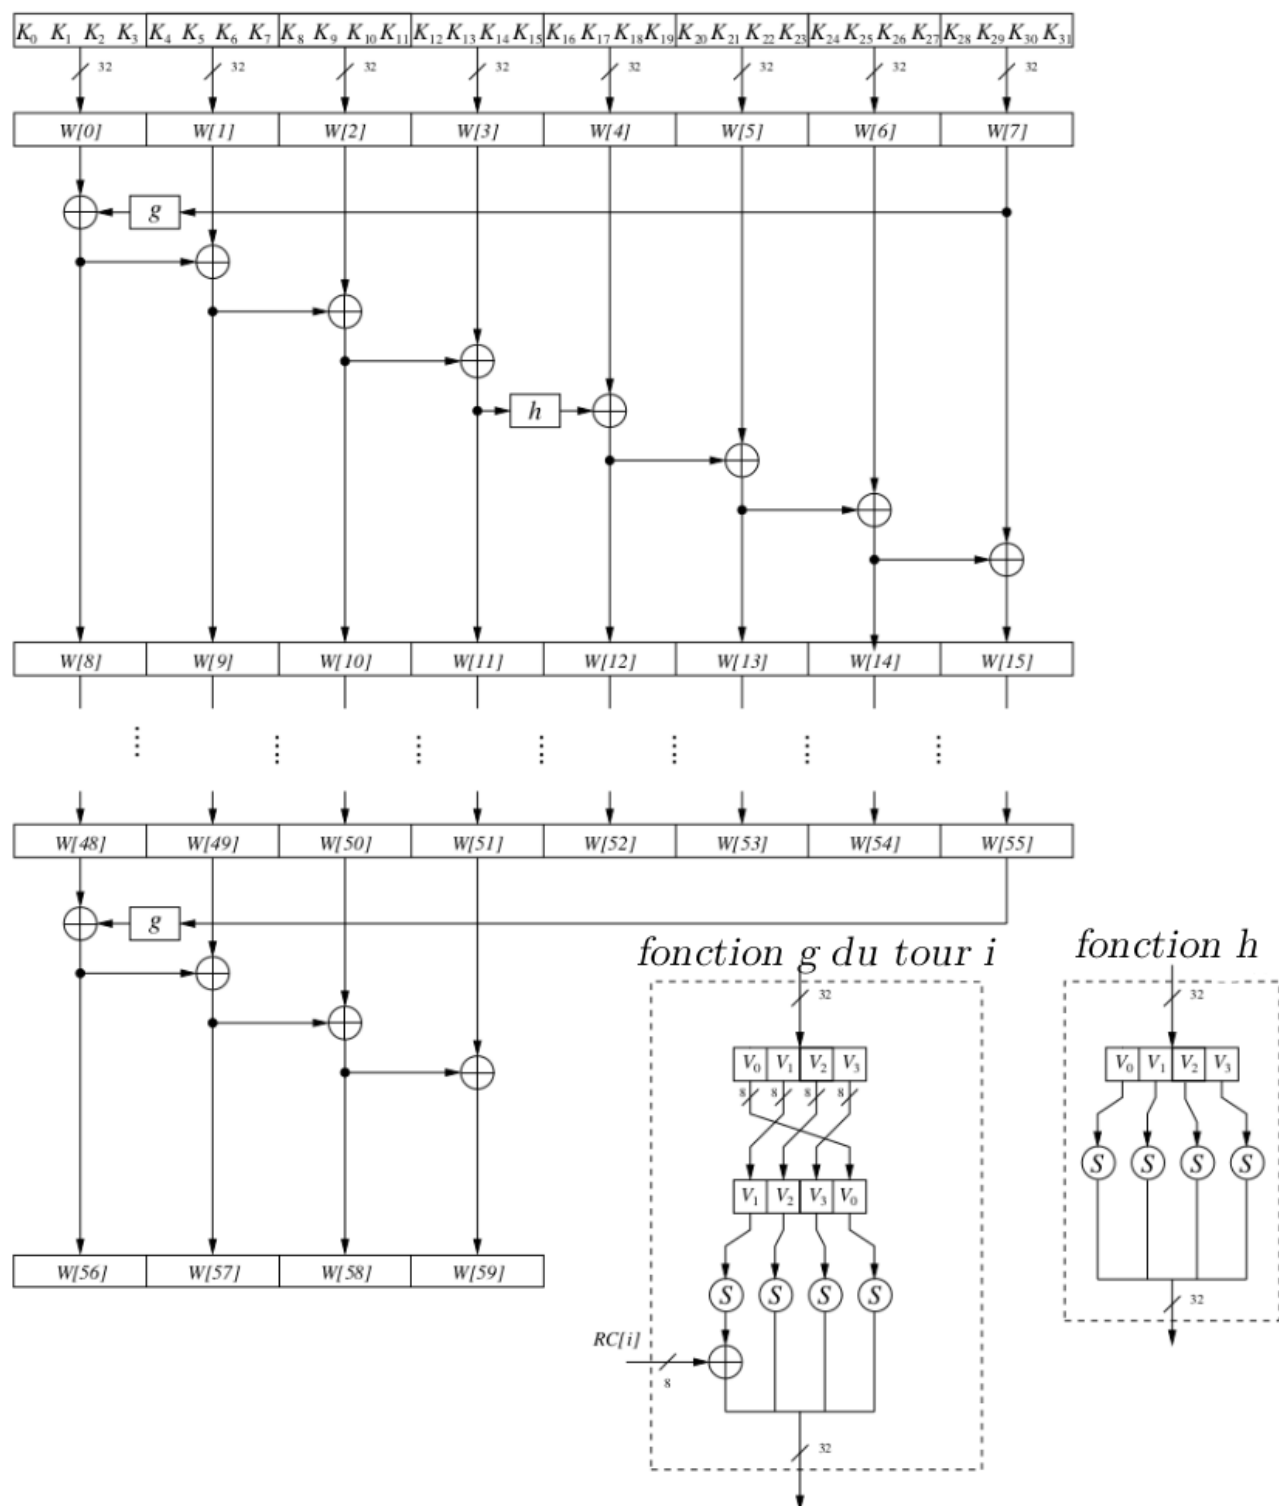 K₀ K₁ K₂ K₃ K₄ K₅ K₆ K₇ K₈ K₉ K₁₀ K₁₁ K₁₂ K₁₃ K₁₄ K₁₅ K₁₆ K₁₇ K₁₈ K₁₉ K₂₀ K₂₁ K₂₂ K₂₃ K₂₄ K₂₅ K₂₆ K₂₇ K₂₈ K₂₉ K₃₀ K₃₁
32 32 32 32 32 32 32 32
W[0] W[1] W[2] W[3] W[4] W[5] W[6] W[7]
g
h
W[8] W[9] W[10] W[11] W[12] W[13] W[14] W[15]
W[48] W[49] W[50] W[51] W[52] W[53] W[54] W[55]
g
W[56] W[57] W[58] W[59]
fonction g du tour i
32
V₀ V₁ V₂ V₃
8 8 8 8
V₁ V₂ V₃ V₀
S S S S
RC[i]
8
32
fonction h
32
V₀ V₁ V₂ V₃
S S S S
32